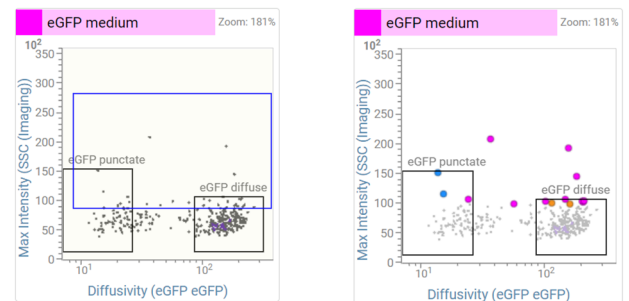 eGFP medium
Zoom: 181%
10²
350
300
250
200
150
100
50
0
Max Intensity (SSC (Imaging))
eGFP punctate
eGFP diffuse
10¹
10²
Diffusivity (eGFP eGFP)
eGFP medium
Zoom: 181%
10²
350
300
250
200
150
100
50
0
Max Intensity (SSC (Imaging))
eGFP punctate
eGFP diffuse
10¹
10²
Diffusivity (eGFP eGFP)